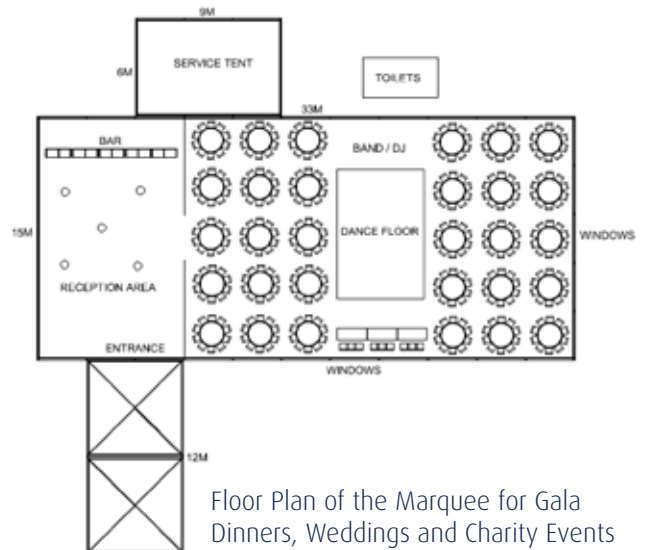 9M
6M
SERVICE TENT
TOILETS
33M
BAR
BAND / DJ
15M
DANCE FLOOR
WINDOWS
RECEPTION AREA
ENTRANCE
WINDOWS
12M
Floor Plan of the Marquee for Gala
Dinners, Weddings and Charity Events